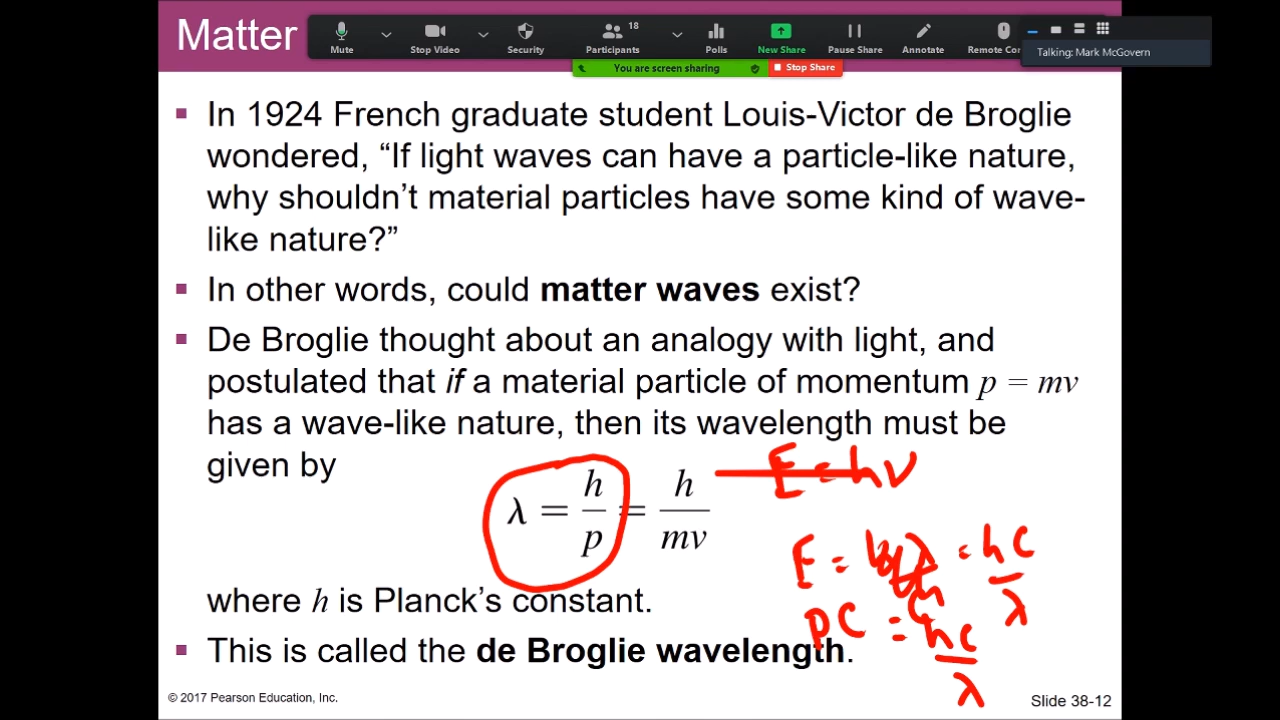 Matter
Mute
Stop Video
Security
18
Participants
Polls
New Share
Pause Share
Annotate
Remote Con
Talking: Mark McGovern
You are screen sharing
Stop Share
▪ In 1924 French graduate student Louis-Victor de Broglie
wondered, “If light waves can have a particle-like nature,
why shouldn’t material particles have some kind of wave-
like nature?”
▪ In other words, could matter waves exist?
▪ De Broglie thought about an analogy with light, and
postulated that if a material particle of momentum p = mv
has a wave-like nature, then its wavelength must be
given by
λ = h/p = h/mv
E = hν
E = = hc/λ
pc = hc/λ
where h is Planck’s constant.
▪ This is called the de Broglie wavelength.
© 2017 Pearson Education, Inc.
Slide 38-12